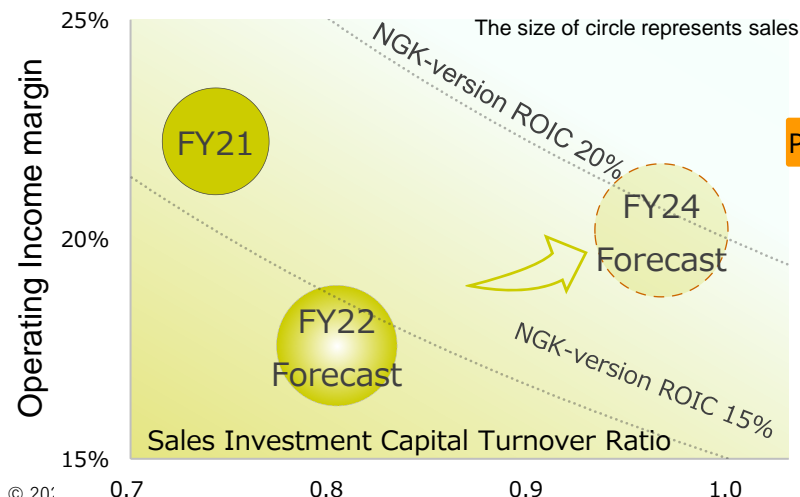 25%
The size of circle represents sales
NGK-version ROIC 20%
FY21
P
FY24
Forecast
20%
Operating Income margin
FY22
Forecast
NGK-version ROIC 15%
Sales Investment Capital Turnover Ratio
15%
0.7
0.8
0.9
1.0
©